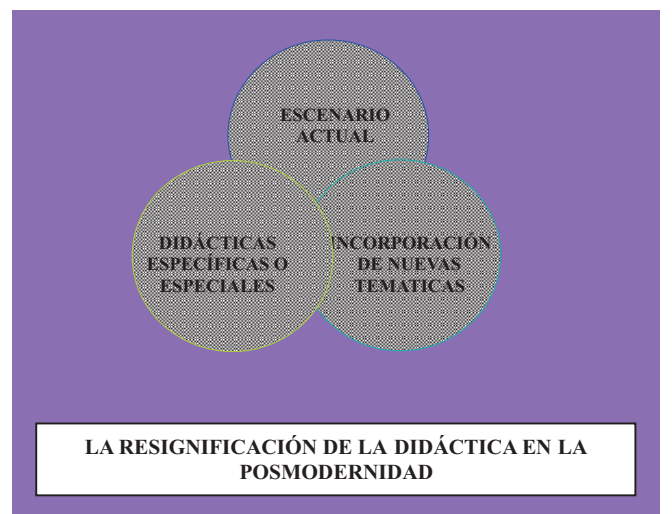 ESCENARIO
ACTUAL
DIDÁCTICAS
ESPECÍFICAS O
ESPECIALES
INCORPORACIÓN
DE NUEVAS
TEMATICAS
LA RESIGNIFICACIÓN DE LA DIDÁCTICA EN LA
POSMODERNIDAD